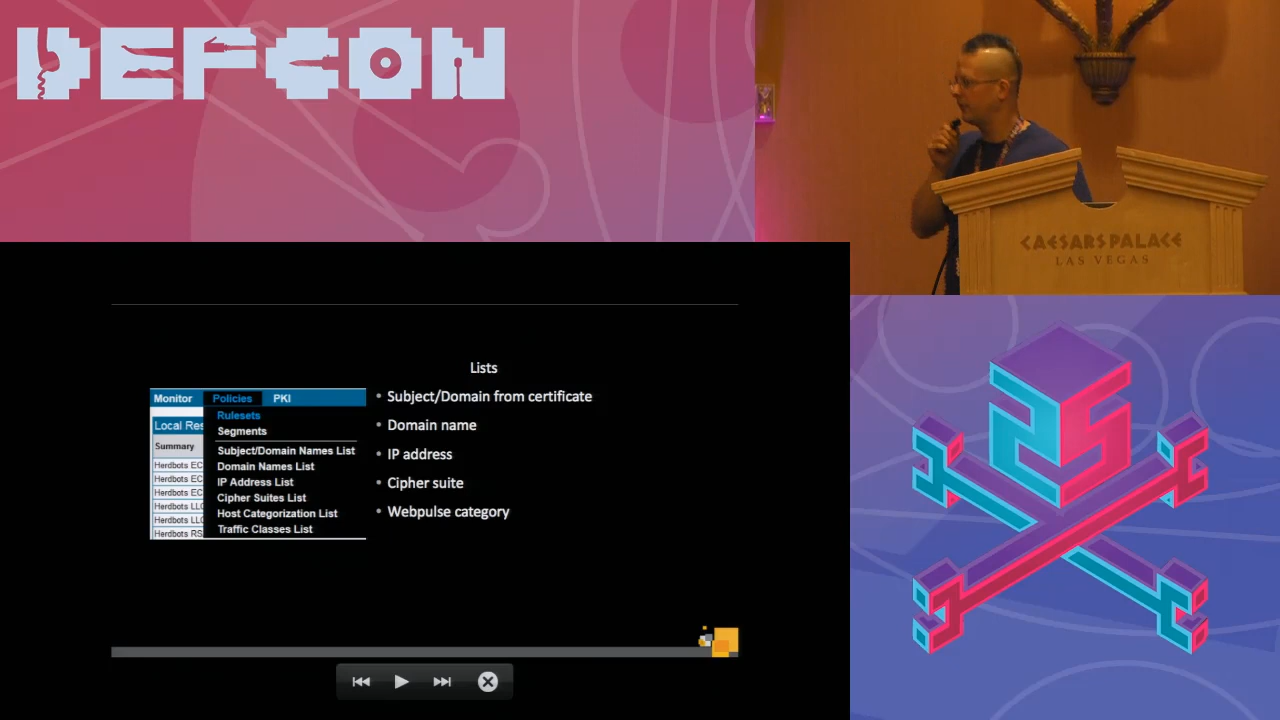 DEFCON
CAESARS PALACE
LAS VEGAS
Lists
Monitor Policies PKI
Rulesets
Segments
Subject/Domain Names List
Domain Names List
IP Address List
Cipher Suites List
Host Categorization List
Traffic Classes List
Local Res
Summary
Herdbots EC
Herdbots EC
Herdbots EC
Herdbots LLC
Herdbots LLC
Herdbots RS
• Subject/Domain from certificate
• Domain name
• IP address
• Cipher suite
• Webpulse category
25